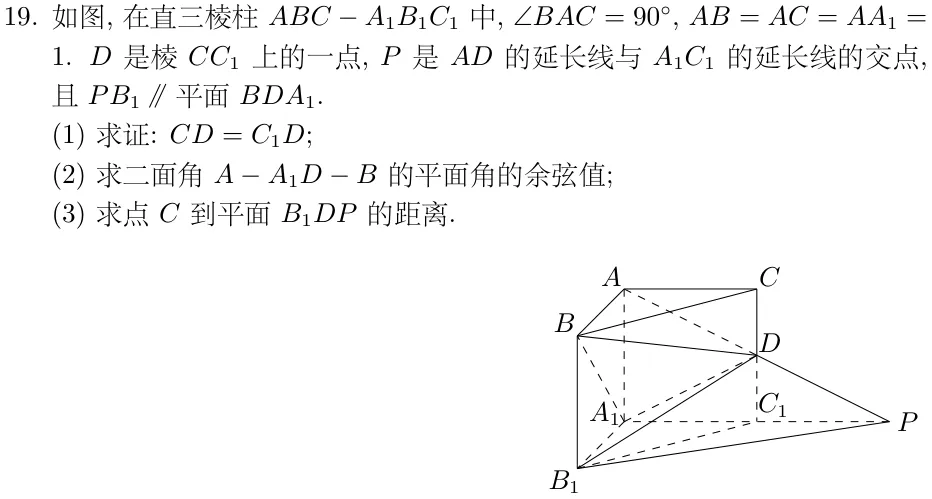 19. 如图, 在直三棱柱 ABC − A₁B₁C₁ 中, ∠BAC = 90°, AB = AC = AA₁ =
1. D 是棱 CC₁ 上的一点, P 是 AD 的延长线与 A₁C₁ 的延长线的交点,
且 PB₁ ∥ 平面 BDA₁.
(1) 求证: CD = C₁D;
(2) 求二面角 A − A₁D − B 的平面角的余弦值;
(3) 求点 C 到平面 B₁DP 的距离.
A C
B
D
A₁ C₁ P
B₁